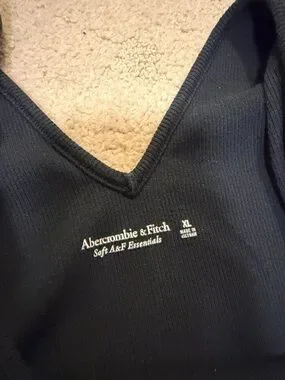 Abercrombie & Fitch
Soft A&F Essentials
XL
MADE IN
VIETNAM